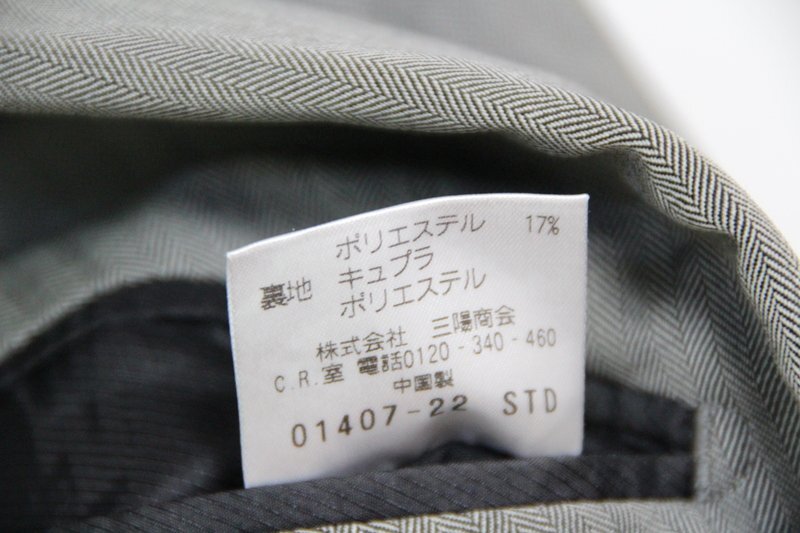 ポリエステル 17%
裏地 キュプラ
ポリエステル
株式会社 三陽商会
C.R.室 電話0120-340-460
中国製
01407-22 STD